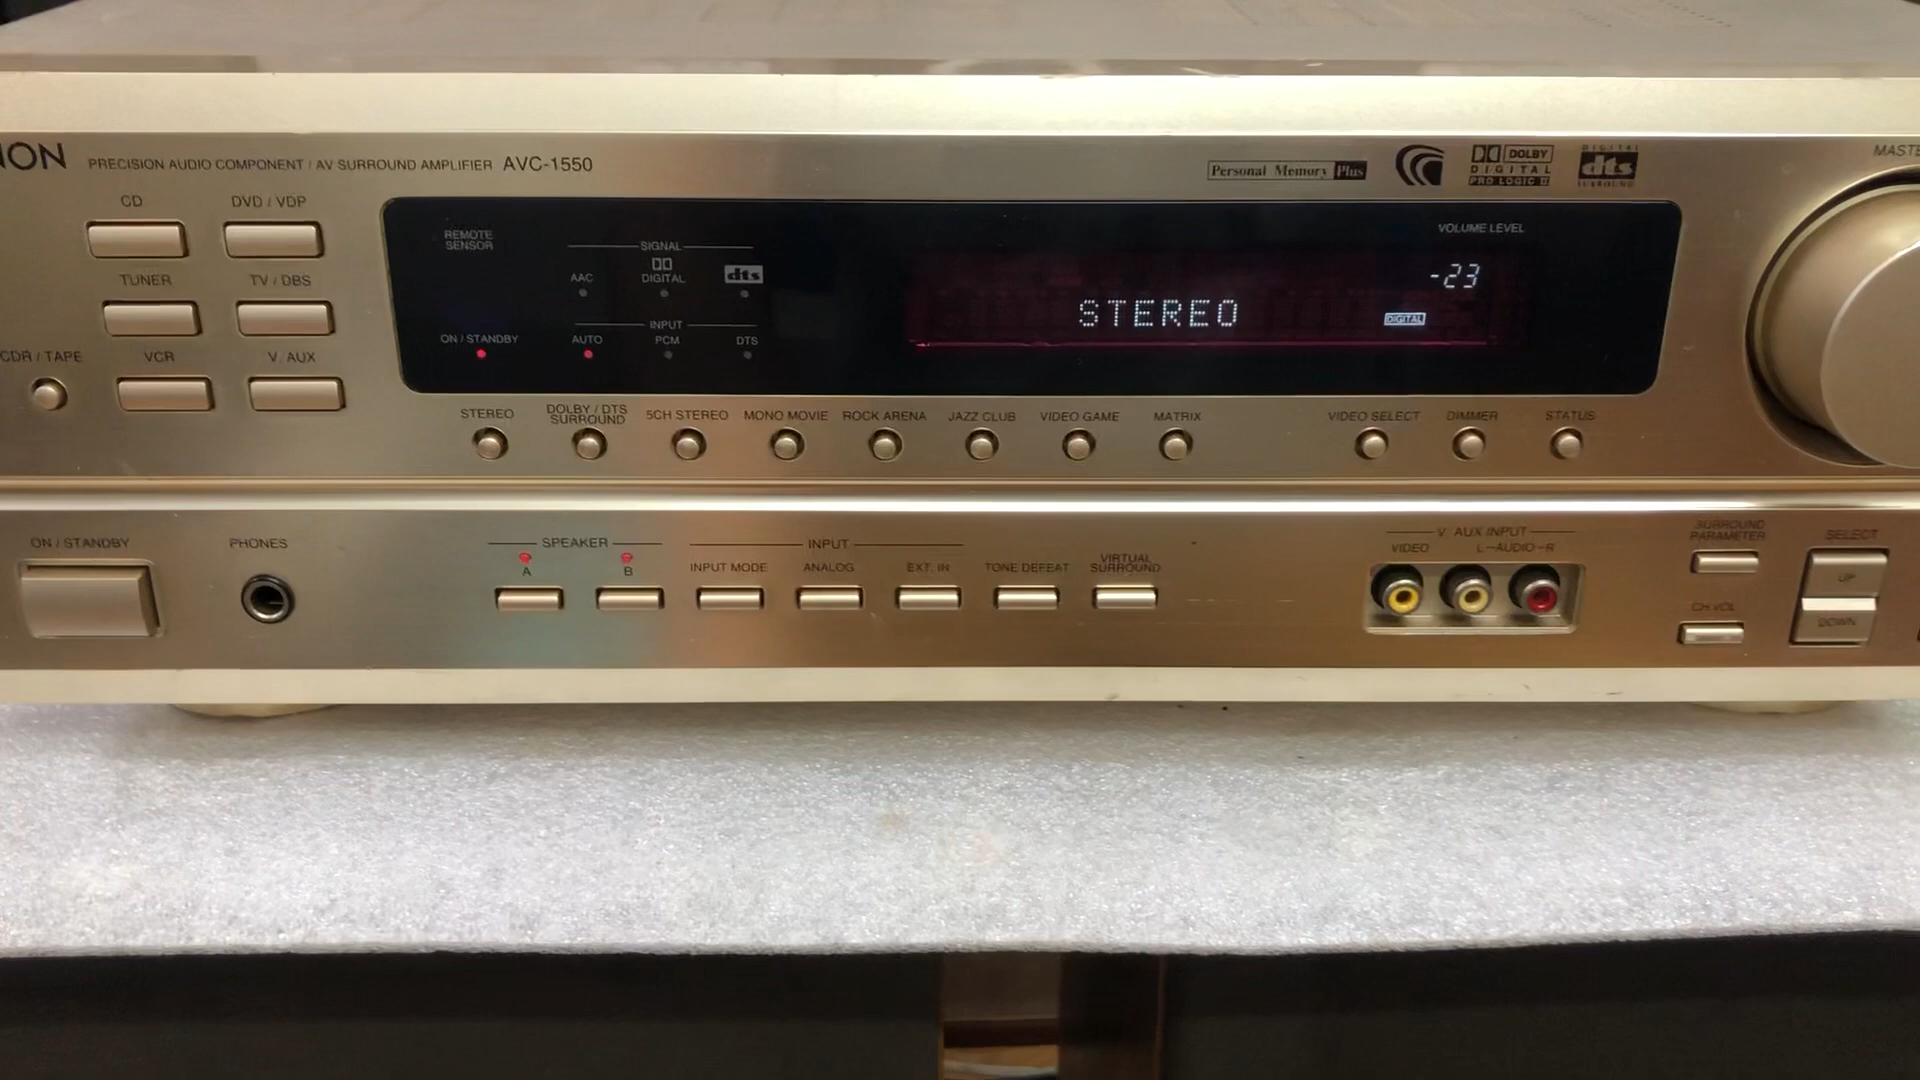 NON PRECISION AUDIO COMPONENT / AV SURROUND AMPLIFIER AVC-1550
Personal Memory Plus
DOLBY
DIGITAL
PRO LOGIC II
DIGITAL
dts
SURROUND
MASTE
CD
DVD / VDP
TUNER
TV / DBS
CDR / TAPE
VCR
V. AUX
REMOTE
SENSOR
SIGNAL
AAC
DIGITAL
dts
INPUT
ON / STANDBY
AUTO
PCM
DTS
VOLUME LEVEL
-23
STEREO
DIGITAL
STEREO
DOLBY / DTS
SURROUND
5CH STEREO
MONO MOVIE
ROCK ARENA
JAZZ CLUB
VIDEO GAME
MATRIX
VIDEO SELECT
DIMMER
STATUS
ON / STANDBY
PHONES
SPEAKER
A
B
INPUT
INPUT MODE
ANALOG
EXT. IN
TONE DEFEAT
VIRTUAL
SURROUND
V. AUX INPUT
VIDEO
L-AUDIO-R
SURROUND
PARAMETER
CH VOL
SELECT
UP
DOWN